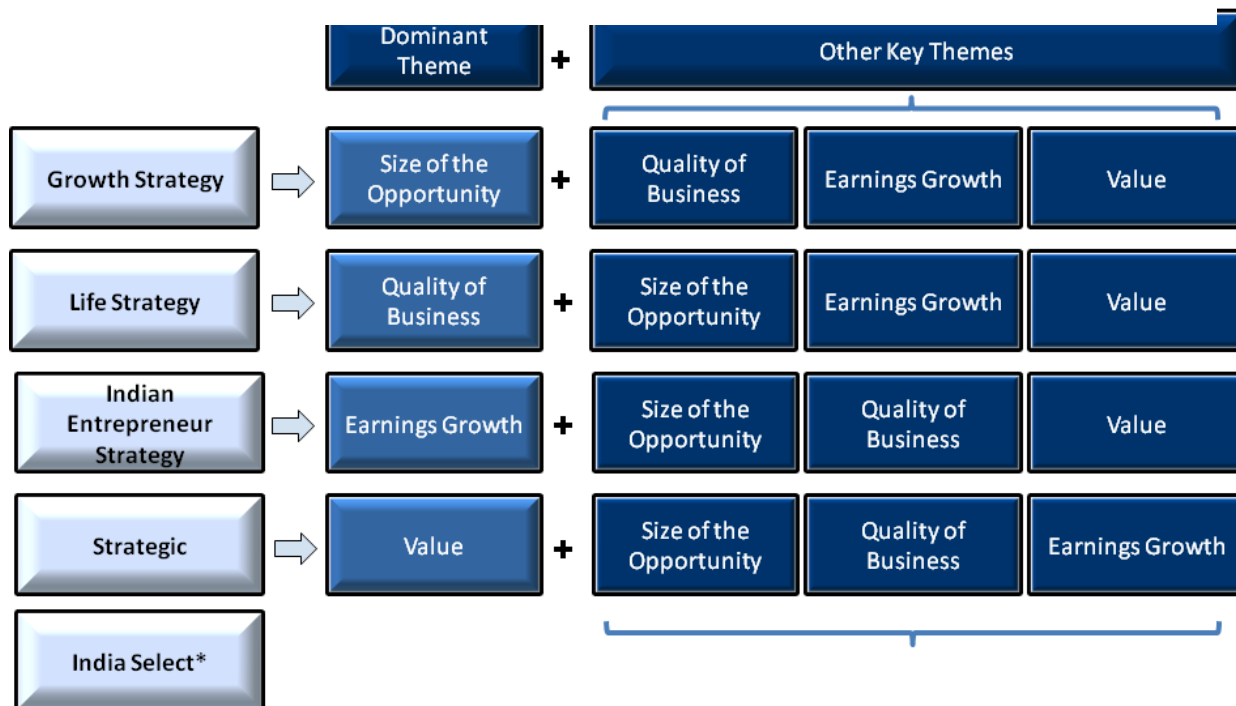 Dominant
Theme
+
Other Key Themes
Growth Strategy
Size of the
Opportunity
+
Quality of
Business
Earnings Growth
Value
Life Strategy
Quality of
Business
+
Size of the
Opportunity
Earnings Growth
Value
Indian
Entrepreneur
Strategy
Earnings Growth
+
Size of the
Opportunity
Quality of
Business
Value
Strategic
Value
+
Size of the
Opportunity
Quality of
Business
Earnings Growth
India Select*